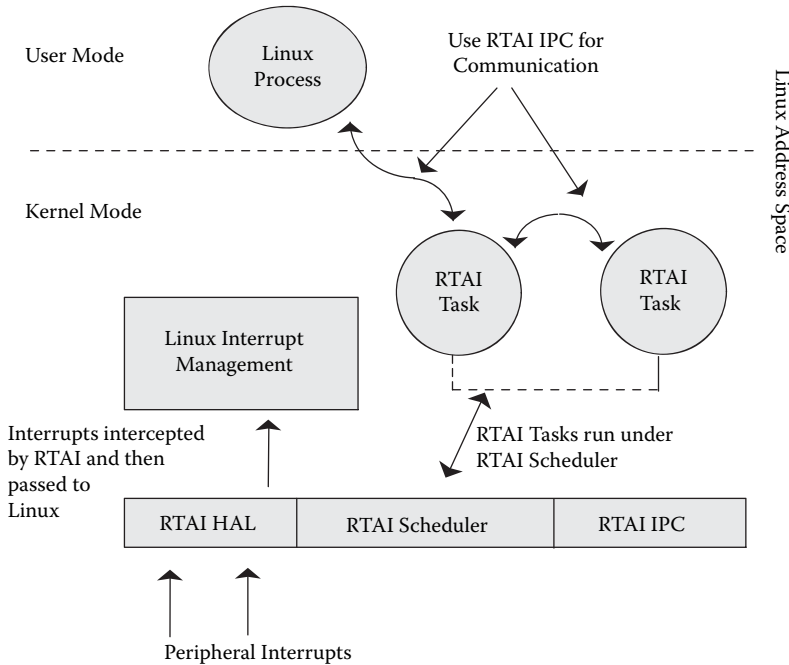 User Mode
Linux
Process
Use RTAI IPC for
Communication
Linux Address Space
Kernel Mode
RTAI
Task
RTAI
Task
Linux Interrupt
Management
Interrupts intercepted
by RTAI and then
passed to
Linux
RTAI Tasks run under
RTAI Scheduler
RTAI HAL
RTAI Scheduler
RTAI IPC
Peripheral Interrupts